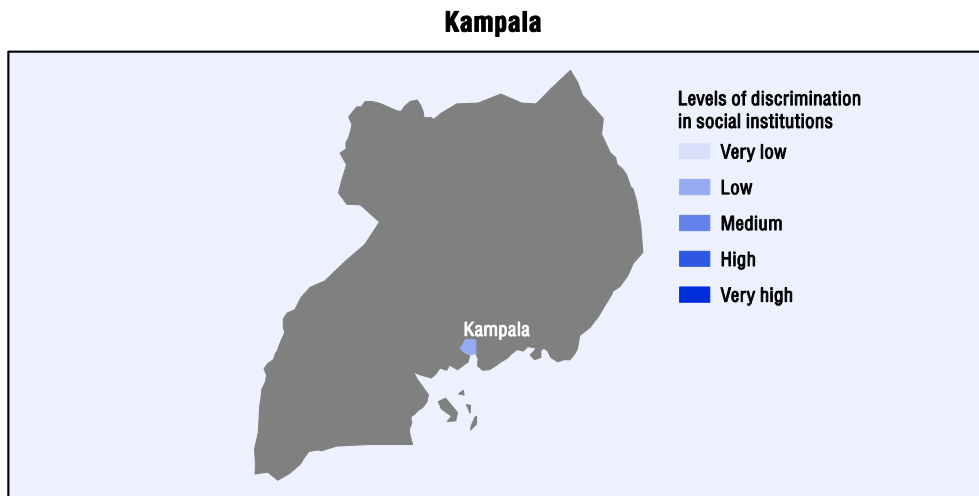 Kampala
Levels of discrimination
in social institutions
Very low
Low
Medium
High
Very high
Kampala